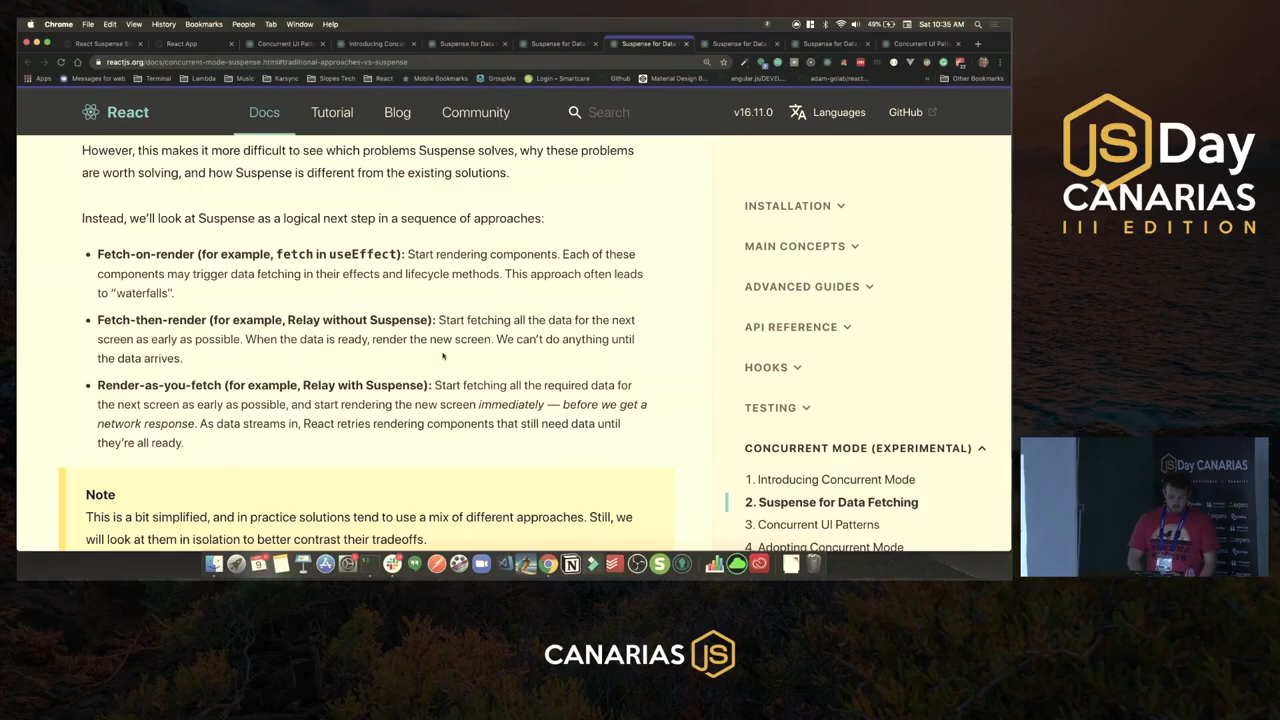 Chrome File Edit View History Bookmarks People Tab Window Help
49% Sat 10:35 AM
React Suspense S
React App
Concurrent UI Pat
Introducing Concu
Suspense for Data
Suspense for Data
Suspense for Data
Suspense for Data
Suspense for Data
Concurrent UI Pat
reactjs.org/docs/concurrent-mode-suspense.html#traditional-approaches-vs-suspense
Apps Messages for web Terminal Lambda Music Karsync Slopes Tech React Mobile Bookmarks GroupMe Login – Smartcare Github Material Design B... angular.js/DEVEL... adam-golab/react... Other Bookmarks
React Docs Tutorial Blog Community Search v16.11.0 Languages GitHub
However, this makes it more difficult to see which problems Suspense solves, why these problems
are worth solving, and how Suspense is different from the existing solutions.
Instead, we'll look at Suspense as a logical next step in a sequence of approaches:
• Fetch-on-render (for example, fetch in useEffect): Start rendering components. Each of these
components may trigger data fetching in their effects and lifecycle methods. This approach often leads
to “waterfalls”.
• Fetch-then-render (for example, Relay without Suspense): Start fetching all the data for the next
screen as early as possible. When the data is ready, render the new screen. We can't do anything until
the data arrives.
• Render-as-you-fetch (for example, Relay with Suspense): Start fetching all the required data for
the next screen as early as possible, and start rendering the new screen immediately — before we get a
network response. As data streams in, React retries rendering components that still need data until
they're all ready.
Note
This is a bit simplified, and in practice solutions tend to use a mix of different approaches. Still, we
will look at them in isolation to better contrast their tradeoffs.
INSTALLATION
MAIN CONCEPTS
ADVANCED GUIDES
API REFERENCE
HOOKS
TESTING
CONCURRENT MODE (EXPERIMENTAL)
1. Introducing Concurrent Mode
2. Suspense for Data Fetching
3. Concurrent UI Patterns
4. Adopting Concurrent Mode
JS Day
CANARIAS
III EDITION
JS Day CANARIAS
CANARIAS JS